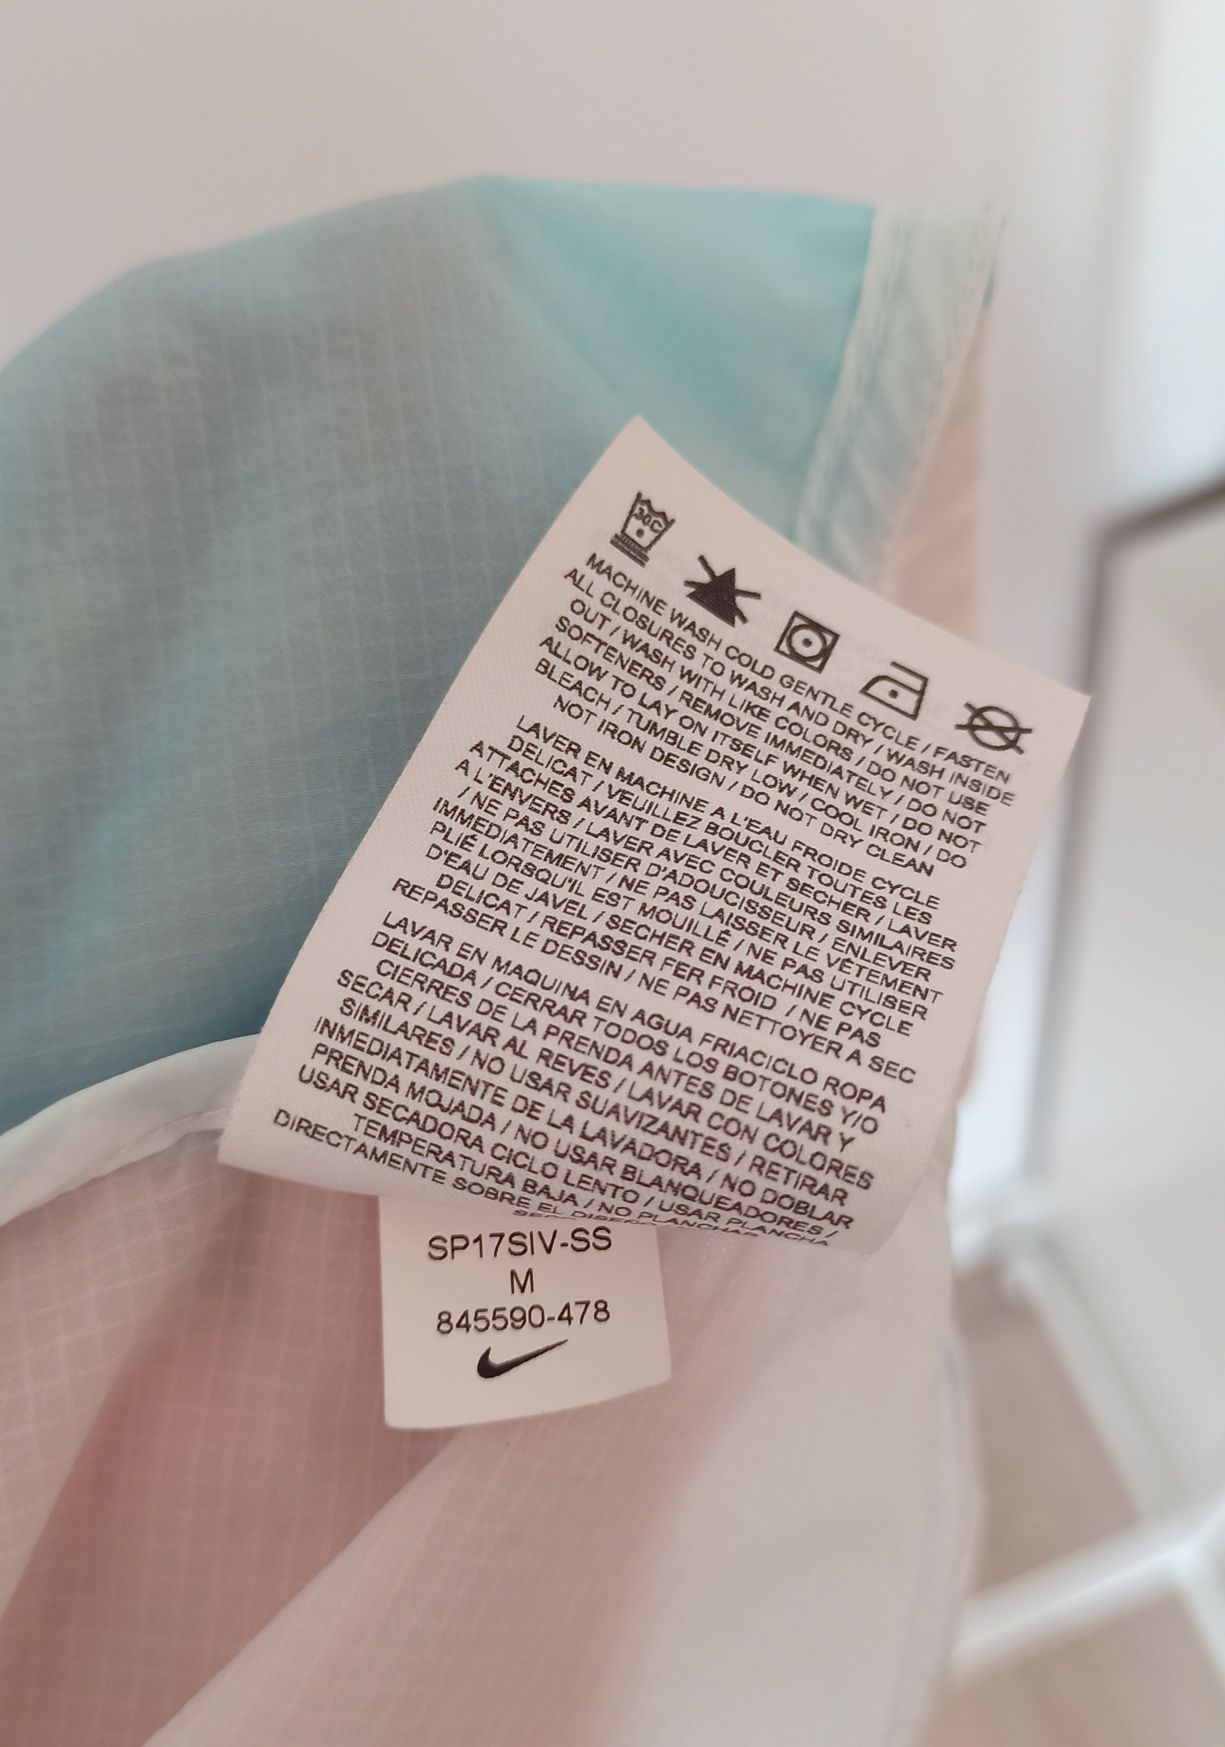 30C
MACHINE WASH COLD GENTLE CYCLE / FASTEN
ALL CLOSURES TO WASH AND DRY / WASH INSIDE
OUT / WASH WITH LIKE COLORS / DO NOT USE
SOFTENERS / REMOVE IMMEDIATELY / DO NOT
ALLOW TO LAY ON ITSELF WHEN WET / DO NOT
BLEACH / TUMBLE DRY LOW / COOL IRON / DO
NOT IRON DESIGN / DO NOT DRY CLEAN
LAVER EN MACHINE A L'EAU FROIDE CYCLE
DELICAT / VEUILLEZ BOUCLER TOUTES LES
ATTACHES AVANT DE LAVER ET SECHER / LAVER
A L'ENVERS / LAVER AVEC COULEURS SIMILAIRES
/ NE PAS UTILISER D'ADOUCISSEUR / ENLEVER
IMMEDIATEMENT / NE PAS LAISSER LE VÊTEMENT
PLIÉ LORSQU'IL EST MOUILLÉ / NE PAS UTILISER
D'EAU DE JAVEL / SECHER EN MACHINE CYCLE
DELICAT / REPASSER FER FROID / NE PAS
REPASSER LE DESSIN / NE PAS NETTOYER A SEC
LAVAR EN MAQUINA EN AGUA FRIACICLO ROPA
DELICADA / CERRAR TODOS LOS BOTONES Y/O
CIERRES DE LA PRENDA ANTES DE LAVAR Y
SECAR / LAVAR AL REVES / LAVAR CON COLORES
SIMILARES / NO USAR SUAVIZANTES / RETIRAR
INMEDIATAMENTE DE LA LAVADORA / NO DOBLAR
PRENDA MOJADA / NO USAR BLANQUEADORES /
USAR SECADORA CICLO LENTO / USAR PLANCHA
TEMPERATURA BAJA / NO PLANCHAR
DIRECTAMENTE SOBRE EL
SP17SIV-SS
M
845590-478